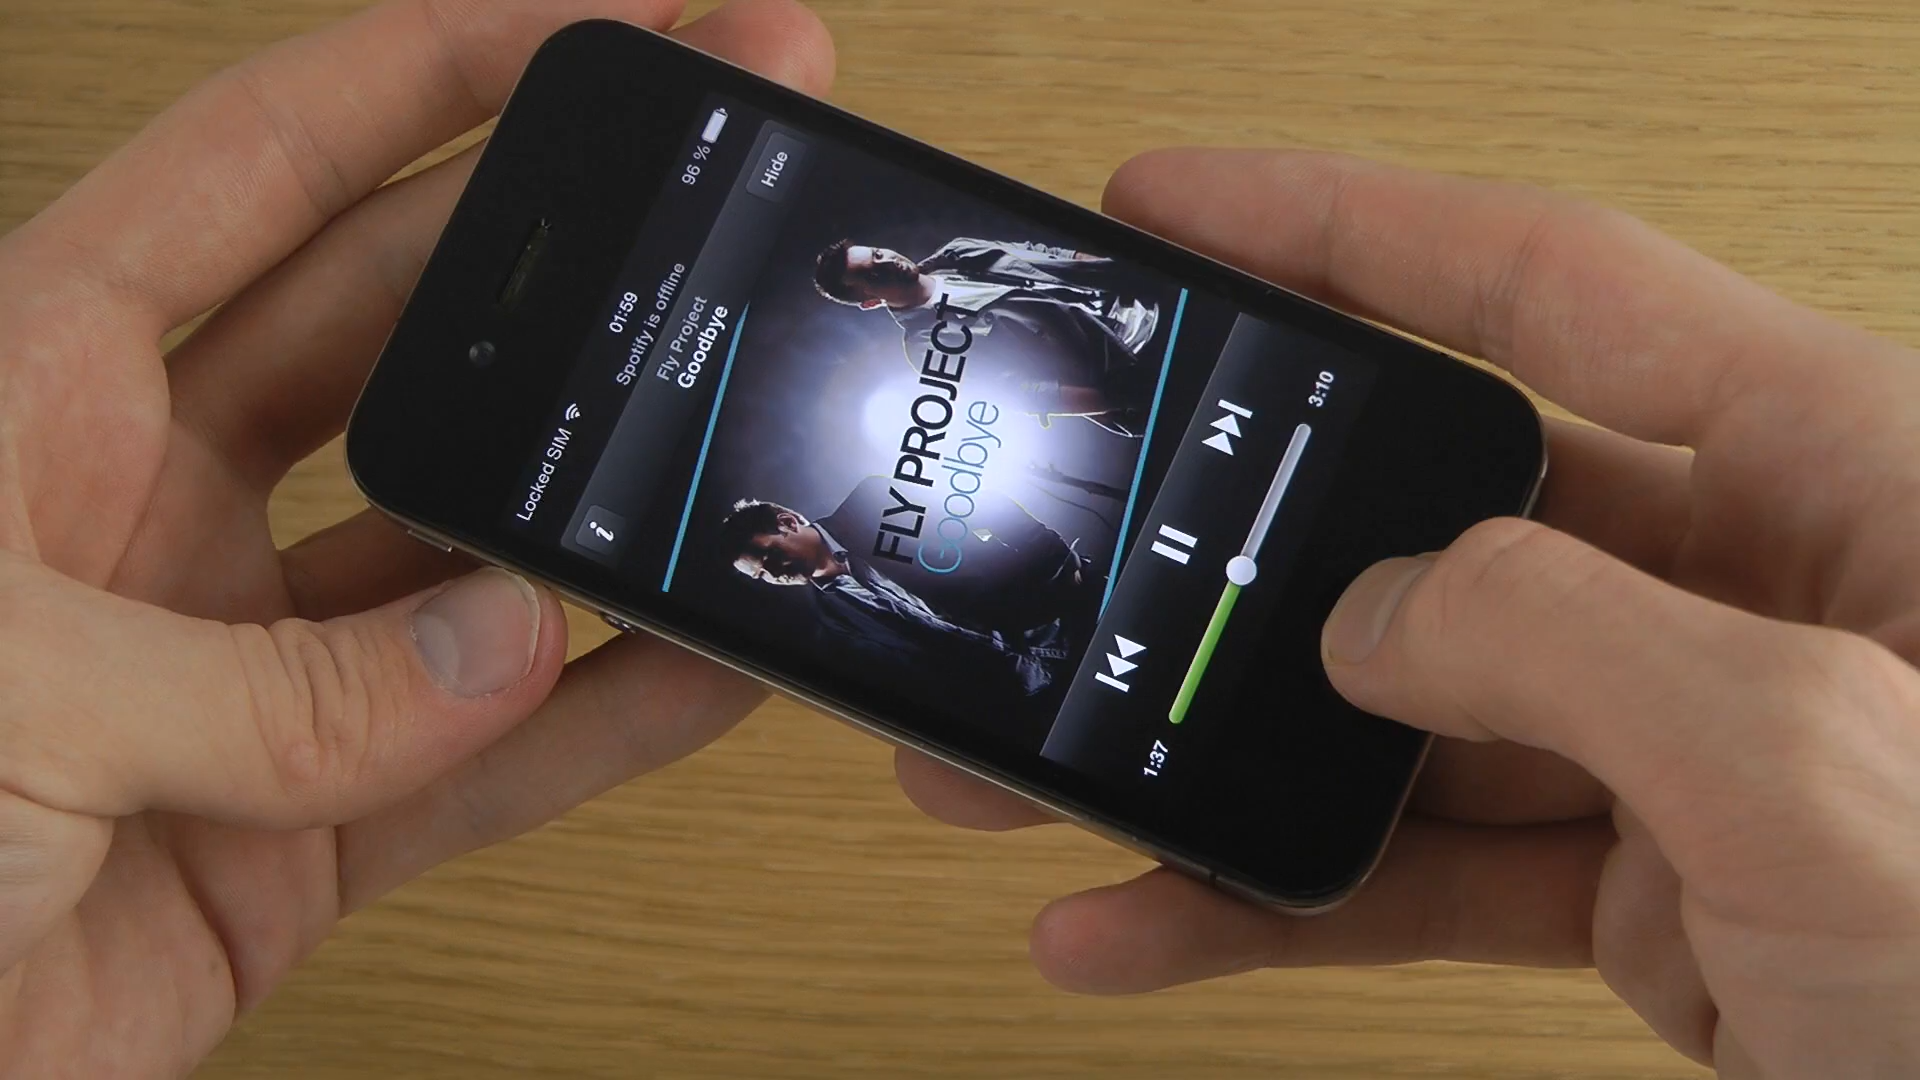 Locked SIM 01:59 96 %
Spotify is offline
Fly Project
Goodbye
i
Hide
FLY PROJECT
Goodbye
1:37
3:10